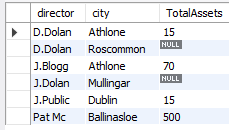 director city TotalAssets
D.Dolan Athlone 15
D.Dolan Roscommon NULL
J.Blogg Athlone 70
J.Dolan Mullingar NULL
J.Public Dublin 15
Pat Mc Ballinasloe 500